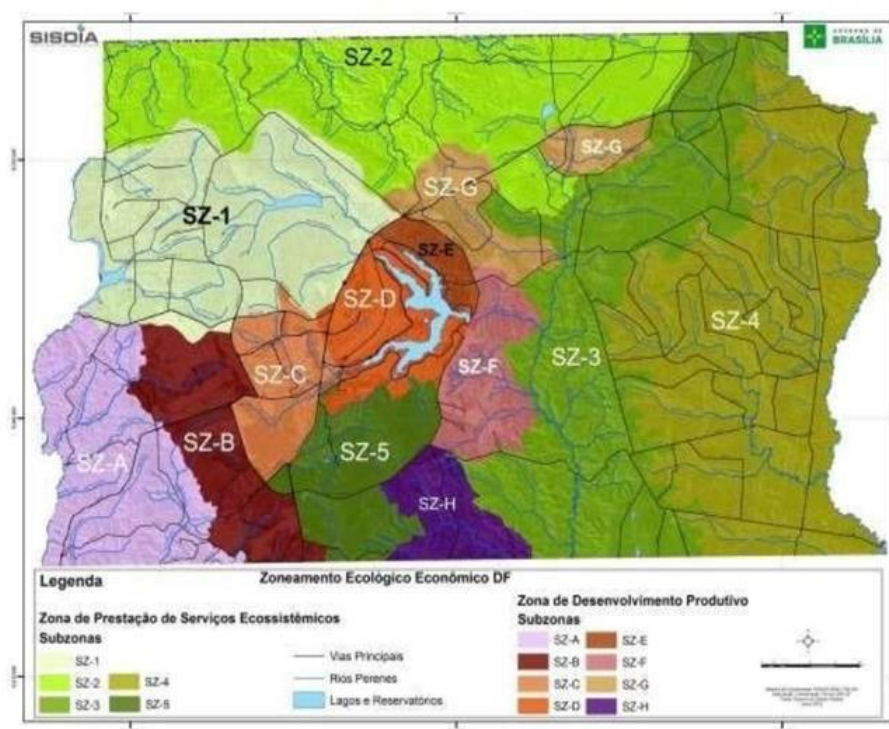 SISDIA
GOVERNO DE
BRASÍLIA
SZ-2
SZ-G
SZ-G
SZ-1
SZ-E
SZ-D
SZ-4
SZ-3
SZ-C
SZ-F
SZ-B
SZ-A
SZ-5
SZ-H
Legenda
Zoneamento Ecológico Econômico DF
Zona de Prestação de Serviços Ecossistêmicos
Subzonas
SZ-1
SZ-2
SZ-4
SZ-3
SZ-5
Vias Principais
Rios Perenes
Lagos e Reservatórios
Zona de Desenvolvimento Produtivo
Subzonas
SZ-A
SZ-E
SZ-B
SZ-F
SZ-C
SZ-G
SZ-D
SZ-H